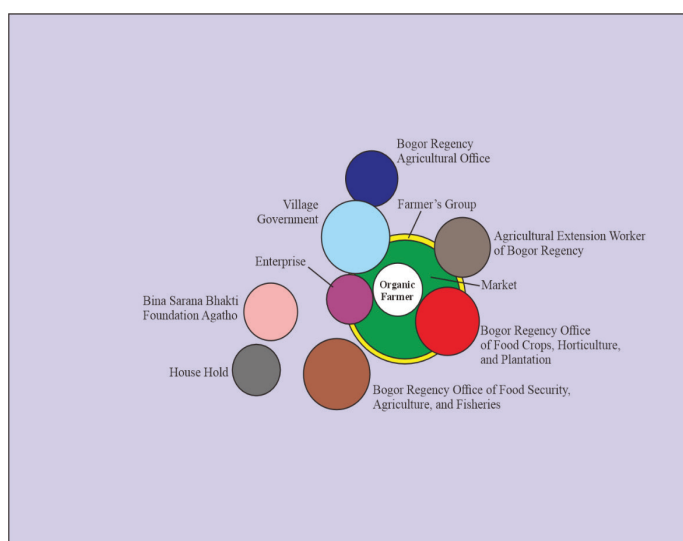 Bogor Regency
Agricultural Office
Village
Government
Farmer's Group
Agricultural Extension Worker
of Bogor Regency
Enterprise
Organic
Farmer
Market
Bina Sarana Bhakti
Foundation Agatho
Bogor Regency Office
of Food Crops, Horticulture,
and Plantation
House Hold
Bogor Regency Office of Food Security,
Agriculture, and Fisheries